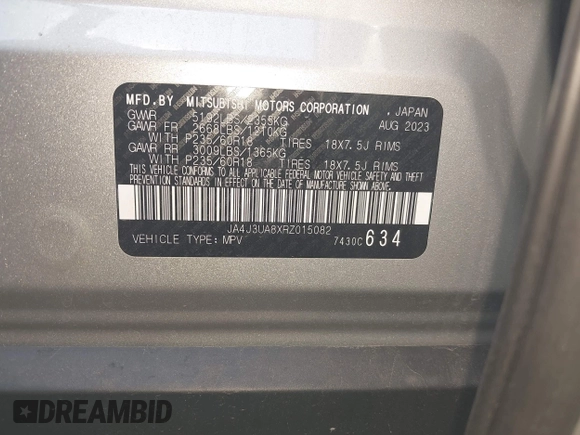 MFD.BY MITSUBISHI MOTORS CORPORATION , JAPAN
GVWR 5192LBS/2355KG AUG 2023
GAWR FR 2668LBS/1210KG
WITH P235/60R18 TIRES 18X7.5J RIMS
GAWR RR 3009LBS/1365KG
WITH P235/60R18 TIRES 18X7.5J RIMS
THIS VEHICLE CONFORMS TO ALL APPLICABLE FEDERAL MOTOR VEHICLE SAFETY AND THEFT
PREVENTION STANDARDS IN EFFECT ON THE DATE OF MANUFACTURE SHOWN ABOVE.
JA4J3UA8XRZ015082
VEHICLE TYPE: MPV 7430C 634
DREAMBID